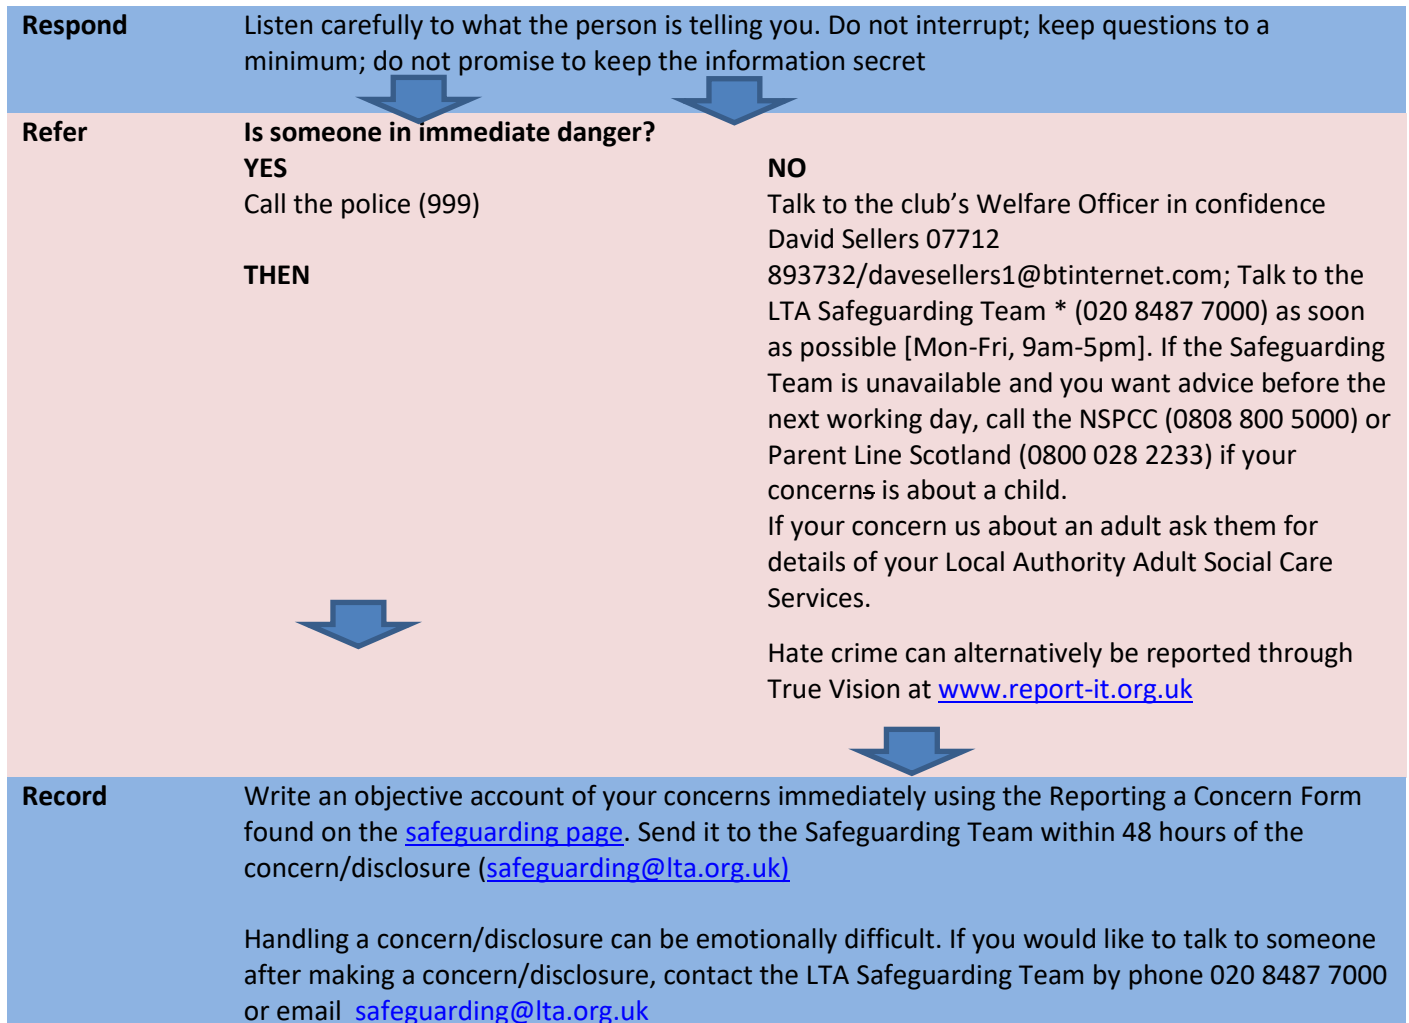 Respond
Listen carefully to what the person is telling you. Do not interrupt; keep questions to a
minimum; do not promise to keep the information secret
Refer
Is someone in immediate danger?
YES
Call the police (999)
THEN
NO
Talk to the club’s Welfare Officer in confidence
David Sellers 07712
893732/davesellers1@btinternet.com; Talk to the
LTA Safeguarding Team * (020 8487 7000) as soon
as possible [Mon-Fri, 9am-5pm]. If the Safeguarding
Team is unavailable and you want advice before the
next working day, call the NSPCC (0808 800 5000) or
Parent Line Scotland (0800 028 2233) if your
concerns is about a child.
If your concern us about an adult ask them for
details of your Local Authority Adult Social Care
Services.
Hate crime can alternatively be reported through
True Vision at www.report-it.org.uk
Record
Write an objective account of your concerns immediately using the Reporting a Concern Form
found on the safeguarding page. Send it to the Safeguarding Team within 48 hours of the
concern/disclosure (safeguarding@lta.org.uk)
Handling a concern/disclosure can be emotionally difficult. If you would like to talk to someone
after making a concern/disclosure, contact the LTA Safeguarding Team by phone 020 8487 7000
or email safeguarding@lta.org.uk